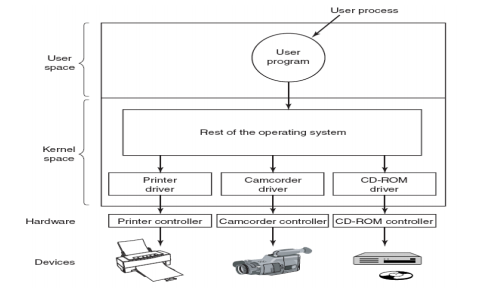 User process
User
space
User
program
Kernel
space
Rest of the operating system
Printer
driver
Camcorder
driver
CD-ROM
driver
Hardware
Printer controller
Camcorder controller
CD-ROM controller
Devices